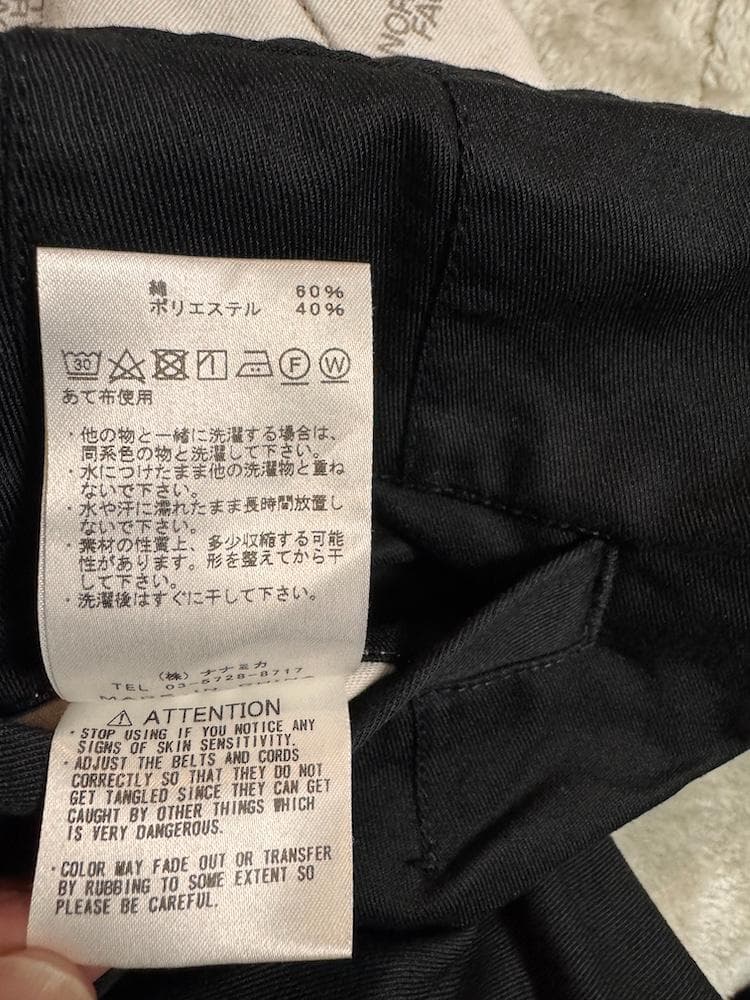 NOR
FAC
綿 60%
ポリエステル 40%
30 F W
あて布使用
・他の物と一緒に洗濯する場合は、
同系色の物と洗濯して下さい。
・水につけたまま他の洗濯物と重ね
ないで下さい。
・水や汗に濡れたまま長時間放置し
ないで下さい。
・素材の性質上、多少収縮する可能
性があります。形を整えてから干
して下さい。
・洗濯後はすぐに干して下さい。
(株) ナナミカ
TEL 03-5728-8717
MADE IN CHINA
⚠ ATTENTION
・STOP USING IF YOU NOTICE ANY
SIGNS OF SKIN SENSITIVITY.
・ADJUST THE BELTS AND CORDS
CORRECTLY SO THAT THEY DO NOT
GET TANGLED SINCE THEY CAN GET
CAUGHT BY OTHER THINGS WHICH
IS VERY DANGEROUS.
・COLOR MAY FADE OUT OR TRANSFER
BY RUBBING TO SOME EXTENT SO
PLEASE BE CAREFUL.